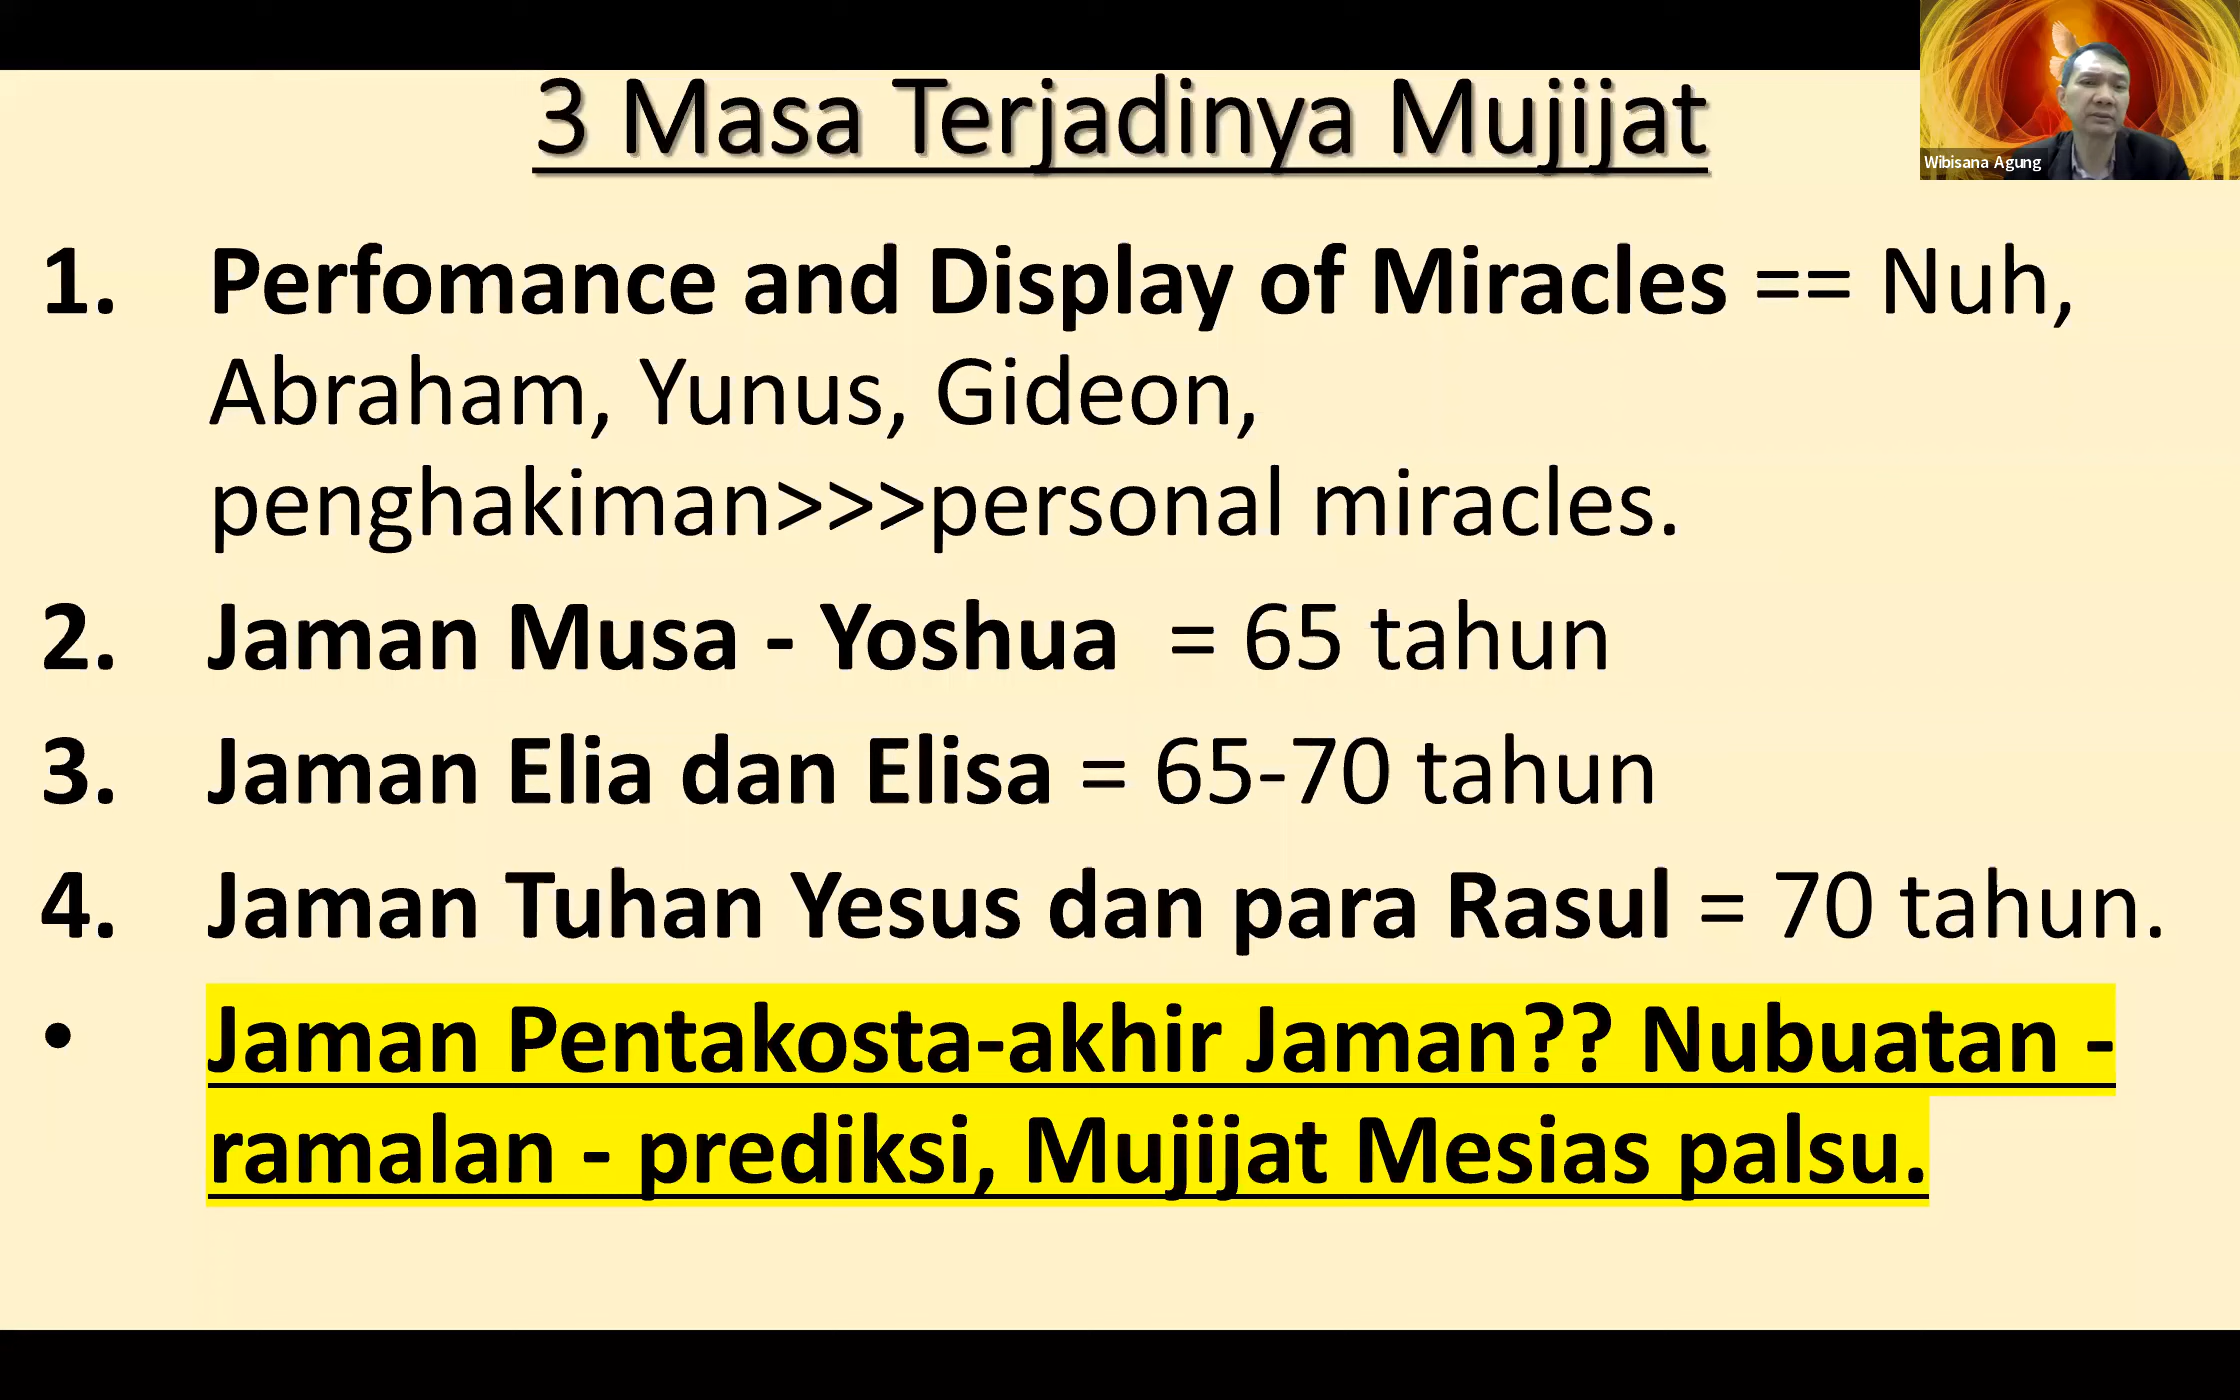 3 Masa Terjadinya Mujijat
Wibisana Agung
1. Perfomance and Display of Miracles == Nuh,
Abraham, Yunus, Gideon,
penghakiman>>>personal miracles.
2. Jaman Musa - Yoshua = 65 tahun
3. Jaman Elia dan Elisa = 65-70 tahun
4. Jaman Tuhan Yesus dan para Rasul = 70 tahun.
• Jaman Pentakosta-akhir Jaman?? Nubuatan -
ramalan - prediksi, Mujijat Mesias palsu.